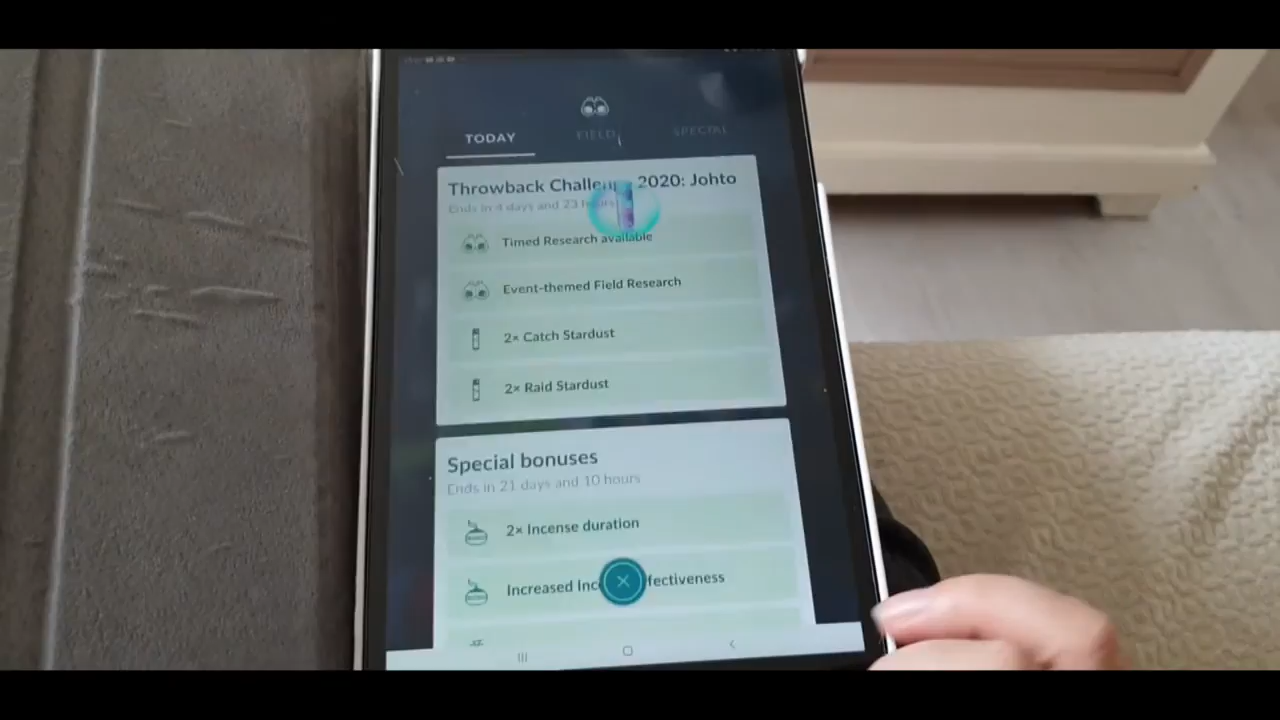 TODAY
FIELD
SPECIAL
Throwback Challenge 2020: Johto
Ends in 4 days and 23 hours
Timed Research available
Event-themed Field Research
2× Catch Stardust
2× Raid Stardust
Special bonuses
Ends in 21 days and 10 hours
2× Incense duration
Increased Inc ffectiveness